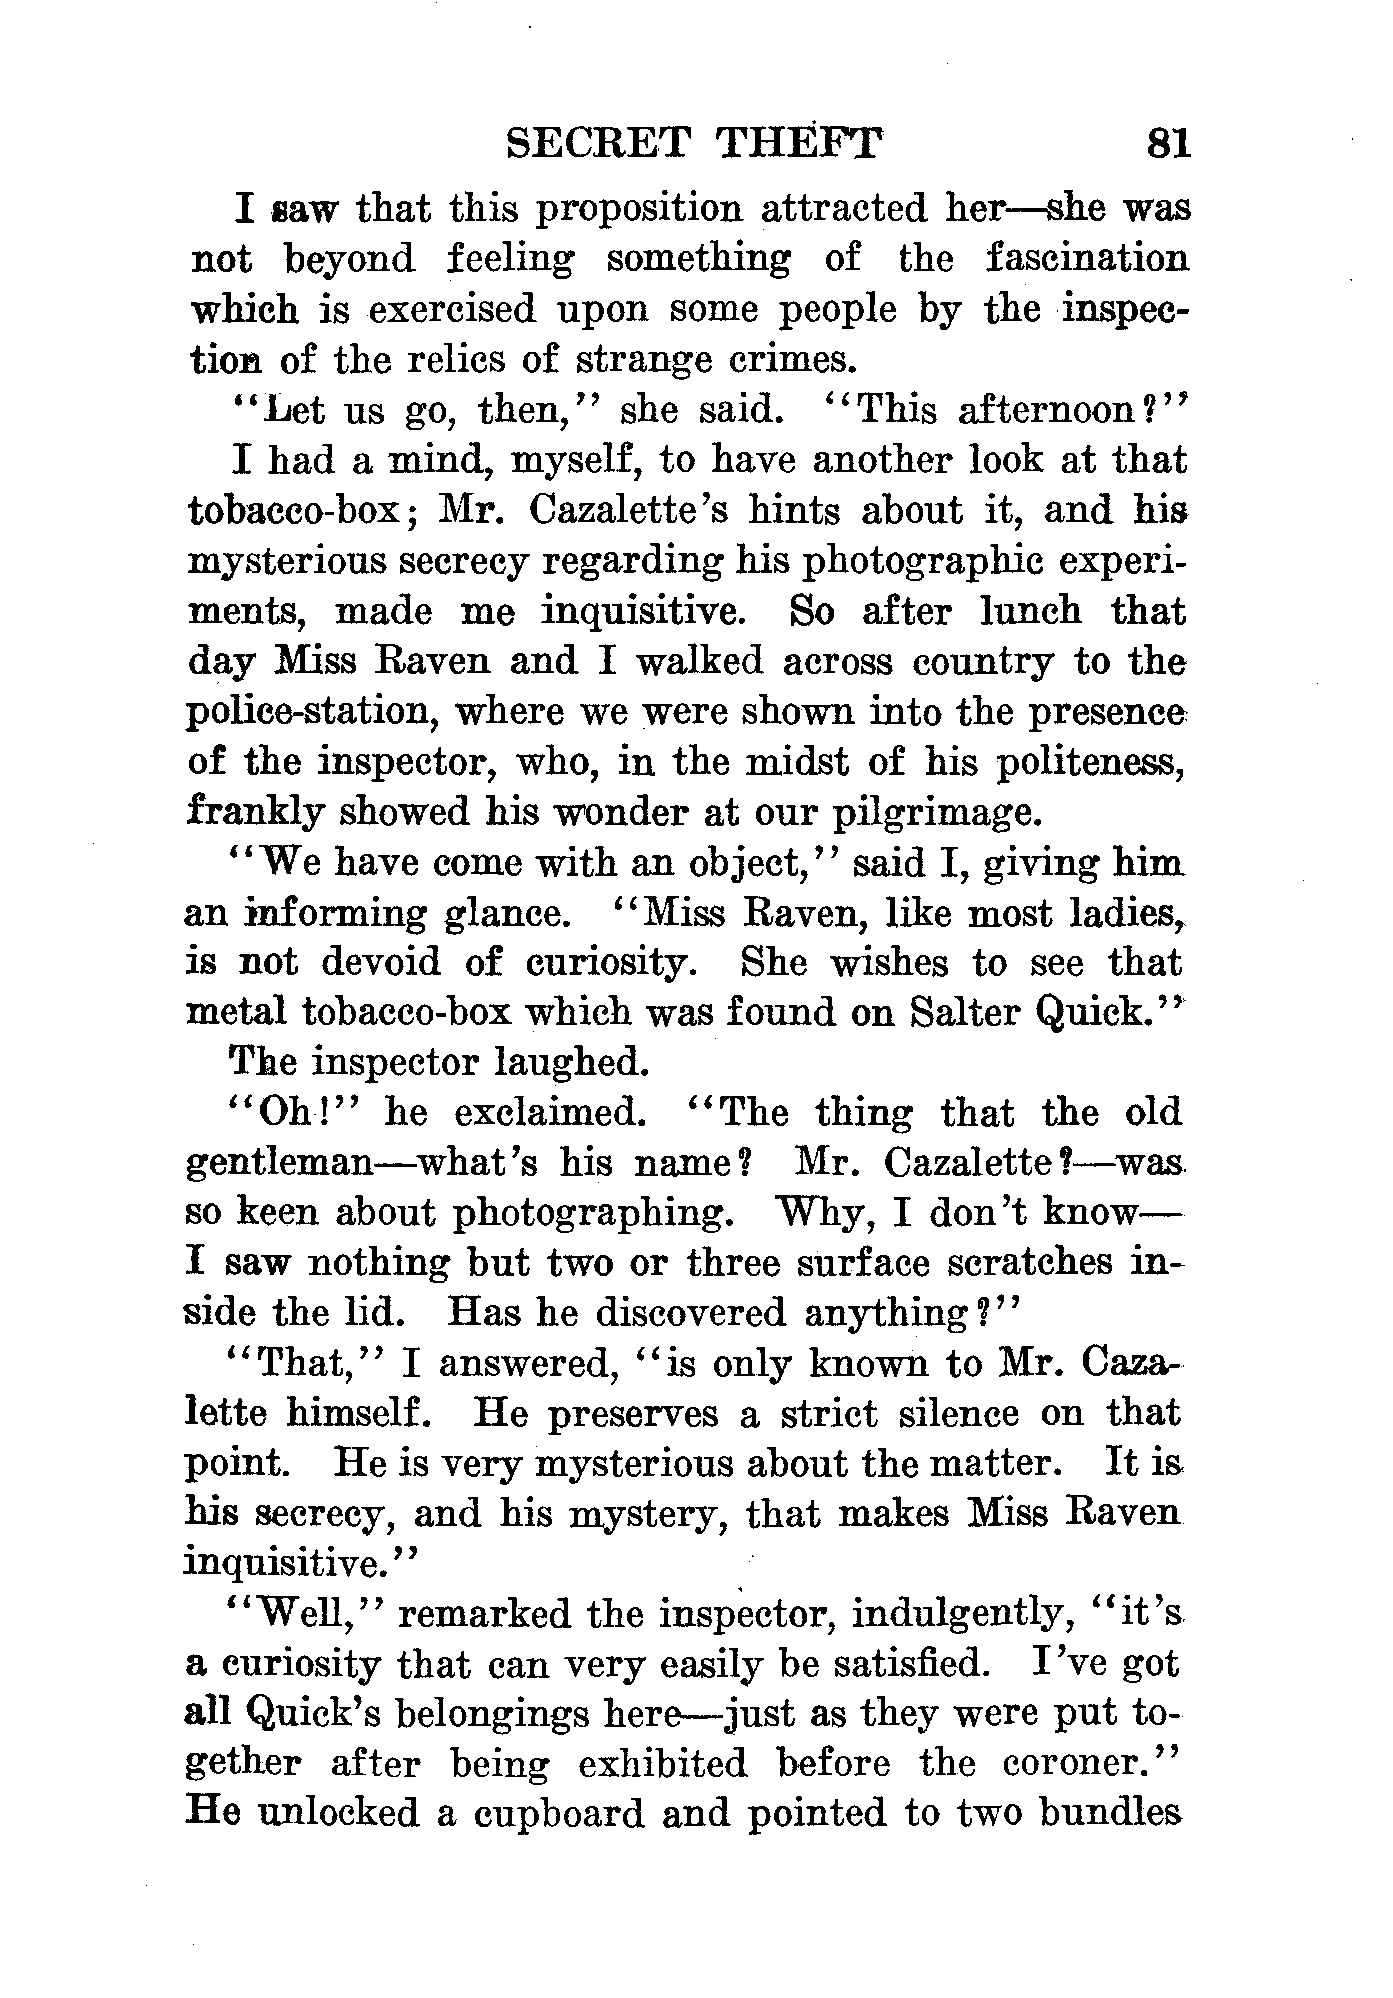 SECRET THEFT 81
I saw that this proposition attracted her—she was
not beyond feeling something of the fascination
which is exercised upon some people by the inspec-
tion of the relics of strange crimes.
"Let us go, then," she said. "This afternoon?"
I had a mind, myself, to have another look at that
tobacco-box; Mr. Cazalette's hints about it, and his
mysterious secrecy regarding his photographic experi-
ments, made me inquisitive. So after lunch that
day Miss Raven and I walked across country to the
police-station, where we were shown into the presence
of the inspector, who, in the midst of his politeness,
frankly showed his wonder at our pilgrimage.
"We have come with an object," said I, giving him
an informing glance. "Miss Raven, like most ladies,
is not devoid of curiosity. She wishes to see that
metal tobacco-box which was found on Salter Quick."
The inspector laughed.
"Oh!" he exclaimed. "The thing that the old
gentleman—what's his name? Mr. Cazalette?—was
so keen about photographing. Why, I don't know—
I saw nothing but two or three surface scratches in-
side the lid. Has he discovered anything?"
"That," I answered, "is only known to Mr. Caza-
lette himself. He preserves a strict silence on that
point. He is very mysterious about the matter. It is
his secrecy, and his mystery, that makes Miss Raven
inquisitive."
"Well," remarked the inspector, indulgently, "it's
a curiosity that can very easily be satisfied. I've got
all Quick's belongings here—just as they were put to-
gether after being exhibited before the coroner."
He unlocked a cupboard and pointed to two bundles